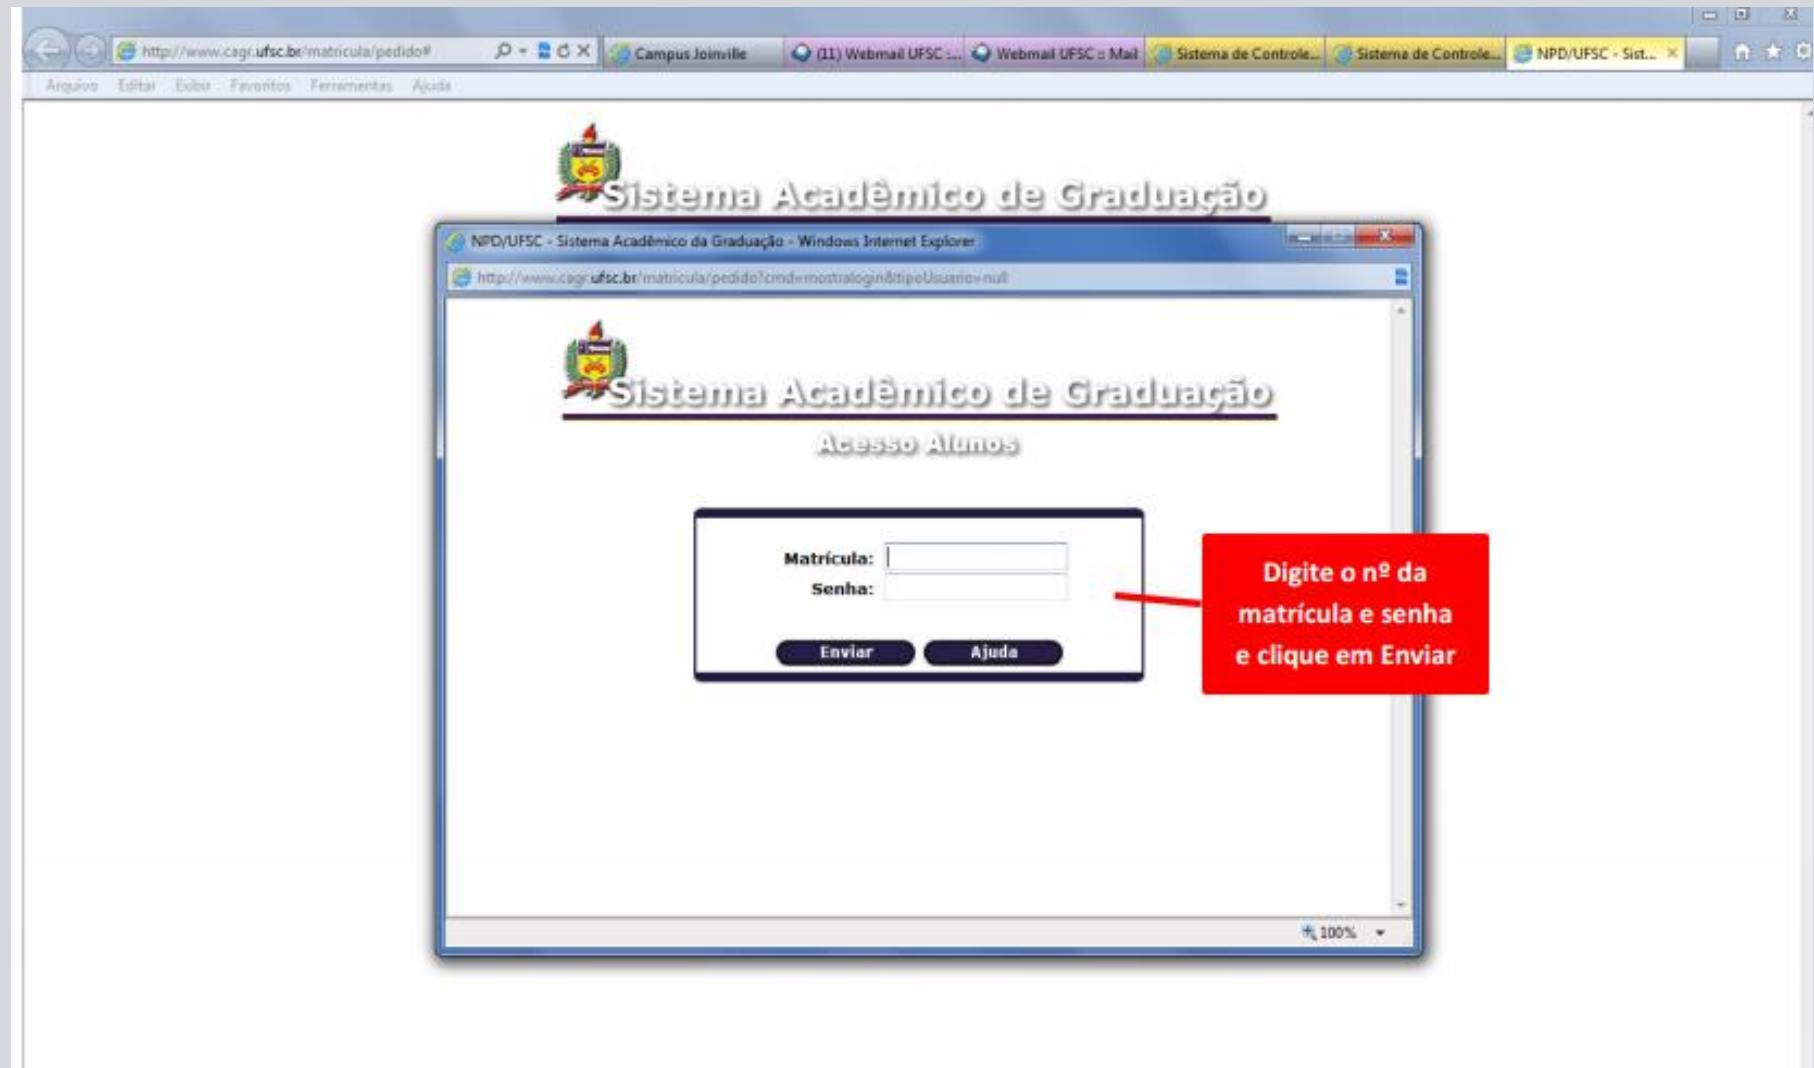 http://www.cagr.ufsc.br/matricula/pedido#
Campus Joinville
(11) Webmail UFSC :...
Webmail UFSC :: Mail
Sistema de Controle...
Sistema de Controle...
NPD/UFSC - Sist...
Arquivo Editar Exibir Favoritos Ferramentas Ajuda
Sistema Acadêmico de Graduação
NPD/UFSC - Sistema Acadêmico da Graduação - Windows Internet Explorer
http://www.cagr.ufsc.br/matricula/pedido?cmd=mostralogin&tipoUsuario=null
Sistema Acadêmico de Graduação
Acesso Alunos
Matrícula:
Senha:
Enviar Ajuda
Digite o nº da
matrícula e senha
e clique em Enviar
100%